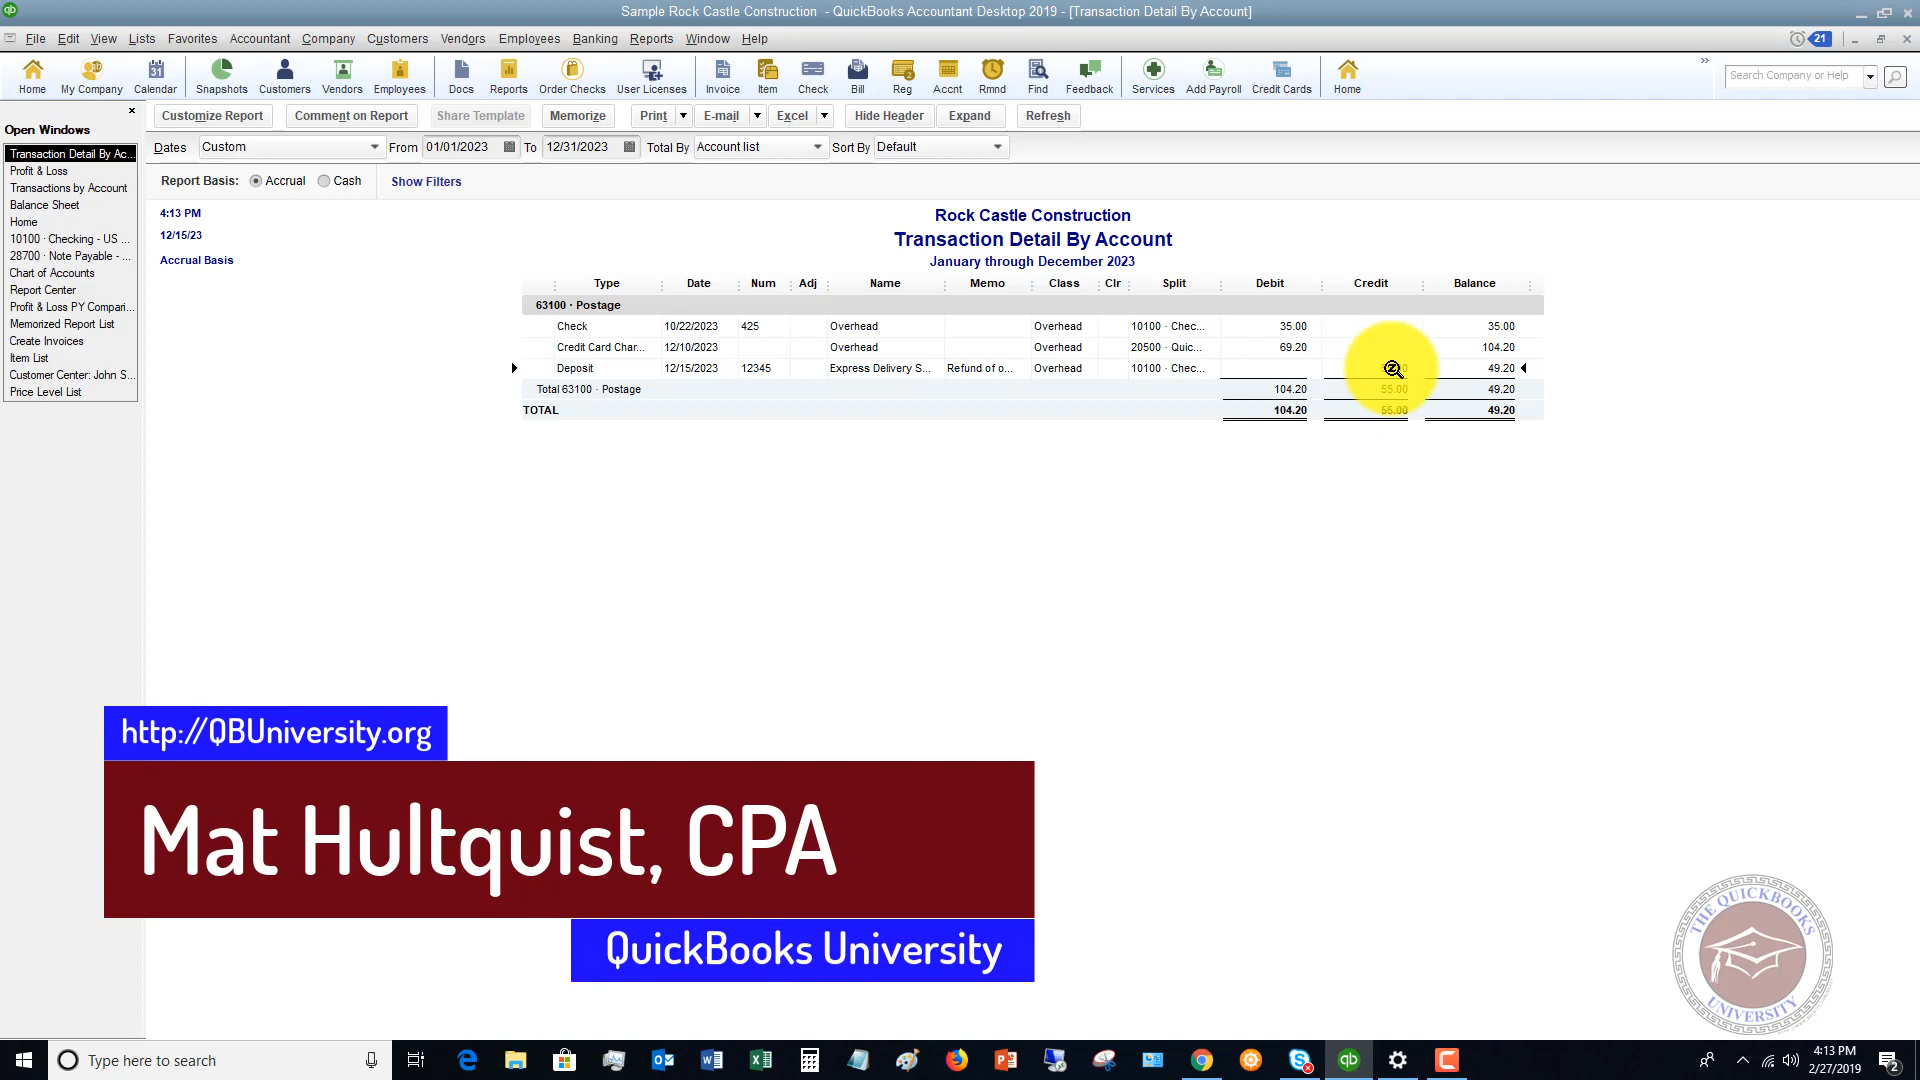 Sample Rock Castle Construction - QuickBooks Accountant Desktop 2019 - [Transaction Detail By Account]
File Edit View Lists Favorites Accountant Company Customers Vendors Employees Banking Reports Window Help
21
Home My Company Calendar Snapshots Customers Vendors Employees Docs Reports Order Checks User Licenses Invoice Item Check Bill Reg Accnt Rmnd Find Feedback Services Add Payroll Credit Cards Home
Search Company or Help
Customize Report Comment on Report Share Template Memorize Print E-mail Excel Hide Header Expand Refresh
Open Windows
Dates Custom From 01/01/2023 To 12/31/2023 Total By Account list Sort By Default
Report Basis: Accrual Cash Show Filters
Transaction Detail By Ac...
Profit & Loss
Transactions by Account
Balance Sheet
Home
10100 · Checking - US ...
28700 · Note Payable - ...
Chart of Accounts
Report Center
Profit & Loss PY Compari...
Memorized Report List
Create Invoices
Item List
Customer Center: John S...
Price Level List
4:13 PM
12/15/23
Accrual Basis
Rock Castle Construction
Transaction Detail By Account
January through December 2023
Type Date Num Adj Name Memo Class Clr Split Debit Credit Balance
63100 · Postage
Check 10/22/2023 425 Overhead Overhead 10100 · Chec... 35.00 35.00
Credit Card Char... 12/10/2023 Overhead Overhead 20500 · Quic... 69.20 104.20
Deposit 12/15/2023 12345 Express Delivery S... Refund of o... Overhead 10100 · Chec... 49.20
Total 63100 · Postage 104.20 55.00 49.20
TOTAL 104.20 55.00 49.20
http://QBUniversity.org
Mat Hultquist, CPA
QuickBooks University
THE QUICKBOOKS
UNIVERSITY
Type here to search
4:13 PM
2/27/2019
2